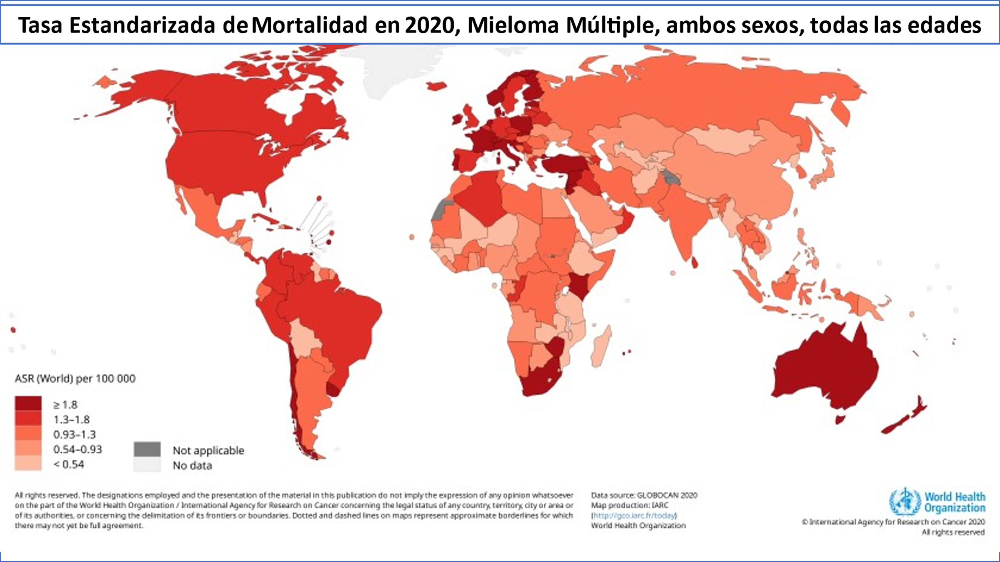 Tasa Estandarizada de Mortalidad en 2020, Mieloma Múltiple, ambos sexos, todas las edades
ASR (World) per 100 000
≥ 1.8
1.3–1.8
0.93–1.3
0.54–0.93
< 0.54
Not applicable
No data
All rights reserved. The designations employed and the presentation of the material in this publication do not imply the expression of any opinion whatsoever
on the part of the World Health Organization / International Agency for Research on Cancer concerning the legal status of any country, territory, city or area or
of its authorities, or concerning the delimitation of its frontiers or boundaries. Dotted and dashed lines on maps represent approximate borderlines for which
there may not yet be full agreement.
Data source: GLOBOCAN 2020
Map production: IARC
(http://gco.iarc.fr/today)
World Health Organization
World Health
Organization
© International Agency for Research on Cancer 2020
All rights reserved